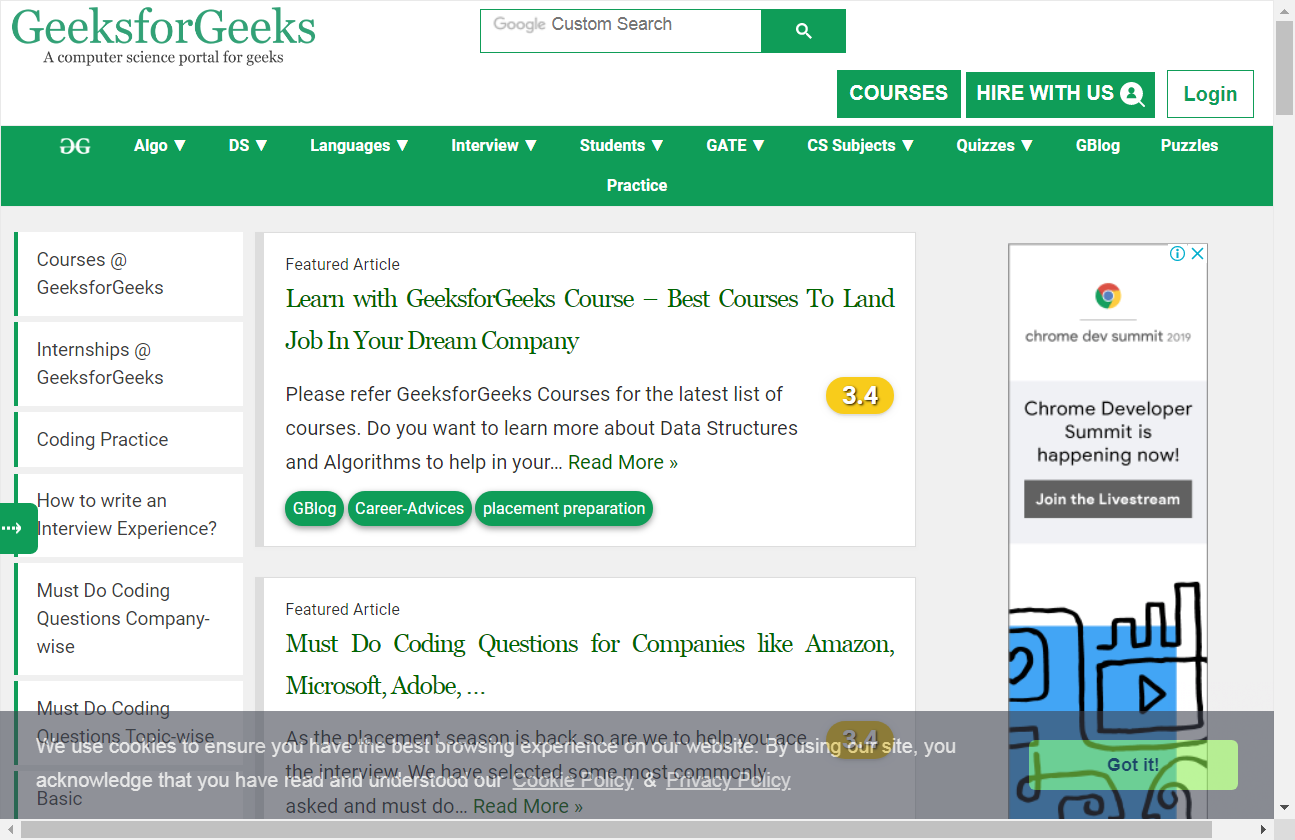 GeeksforGeeks
A computer science portal for geeks
Google Custom Search
COURSES
HIRE WITH US
Login
Algo ▼
DS ▼
Languages ▼
Interview ▼
Students ▼
GATE ▼
CS Subjects ▼
Quizzes ▼
GBlog
Puzzles
Practice
Courses @
GeeksforGeeks
Internships @
GeeksforGeeks
Coding Practice
How to write an
Interview Experience?
Must Do Coding
Questions Company-
wise
Must Do Coding
Questions Topic-wise
Basic
Featured Article
Learn with GeeksforGeeks Course – Best Courses To Land
Job In Your Dream Company
Please refer GeeksforGeeks Courses for the latest list of
courses. Do you want to learn more about Data Structures
and Algorithms to help in your… Read More »
3.4
GBlog
Career-Advices
placement preparation
Featured Article
Must Do Coding Questions for Companies like Amazon,
Microsoft, Adobe, …
As the placement season is back so are we to help you ace
the interview. We have selected some most commonly
asked and must do… Read More »
3.4
chrome dev summit 2019
Chrome Developer
Summit is
happening now!
Join the Livestream
We use cookies to ensure you have the best browsing experience on our website. By using our site, you
acknowledge that you have read and understood our Cookie Policy & Privacy Policy
Got it!